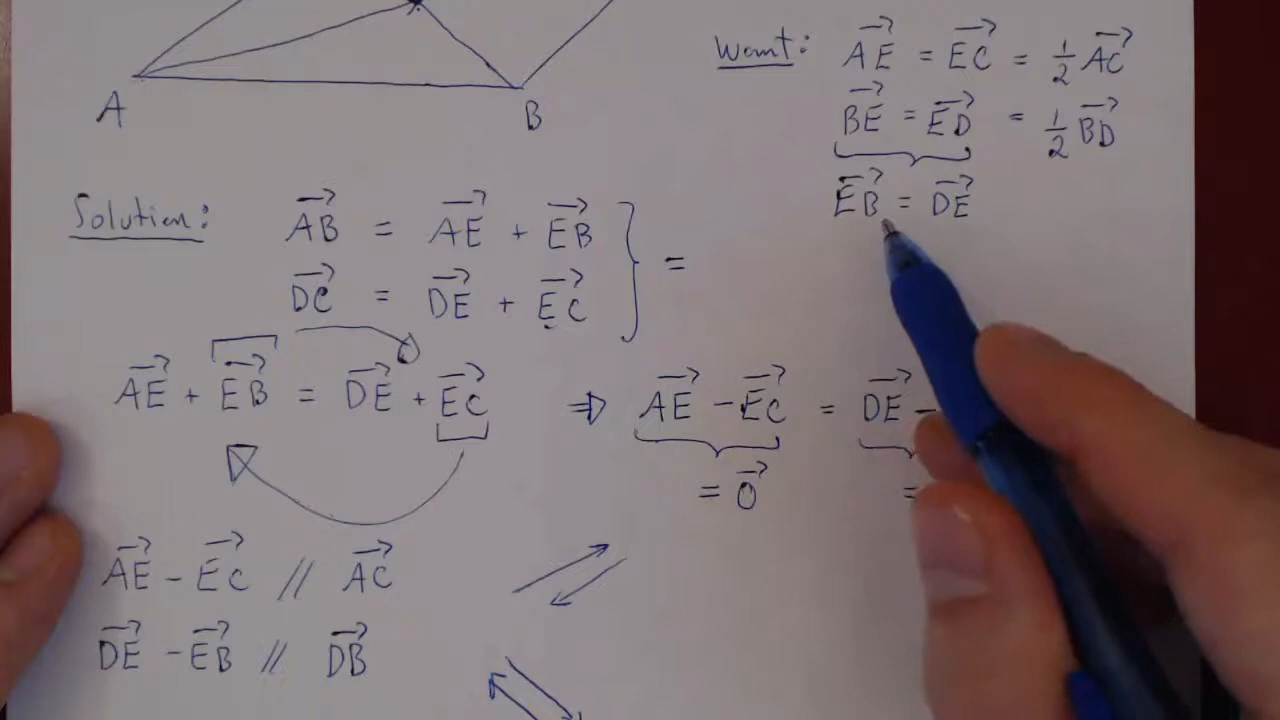 Want: →AE = →EC = 1/2 →AC
→BE = →ED = 1/2 →BD
→EB = →DE
A
B
Solution: →AB = →AE + →EB
→DC = →DE + →EC
} =
→AE + →EB = →DE + →EC ⇒ →AE - →EC = →DE -
= →0 =
→AE - →EC // →AC
→DE - →EB // →DB